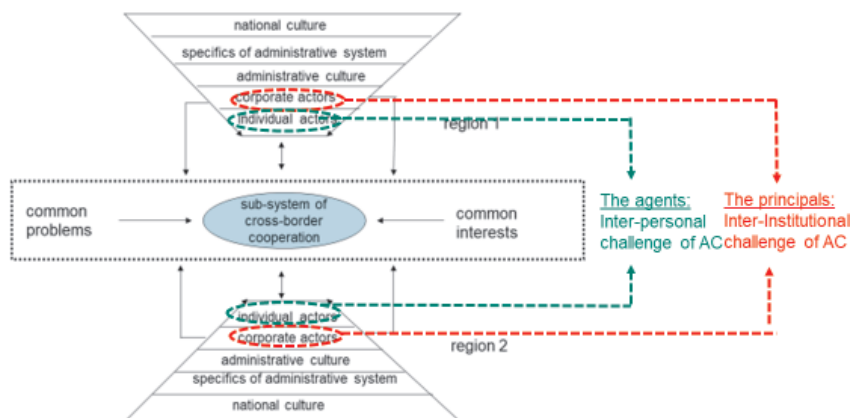 national culture
specifics of administrative system
administrative culture
corporate actors
individual actors
region 1
common
problems
sub-system of
cross-border
cooperation
common
interests
The agents:
Inter-personal
challenge of AC
The principals:
Inter-Institutional
challenge of AC
individual actors
corporate actors
region 2
administrative culture
specifics of administrative system
national culture